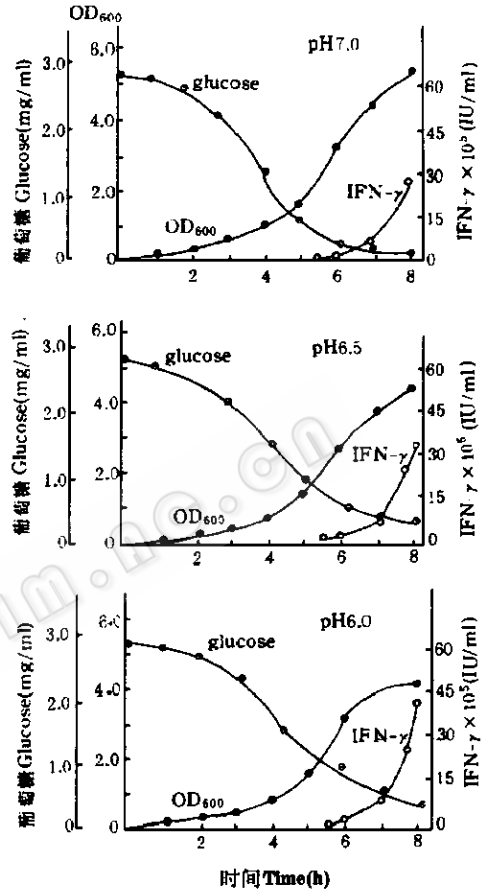 OD₆₀₀
pH7.0
6.0
3.0
glucose
60
4.0
45
2.0
IFN-γ
30
2.0
1.0
OD₆₀₀
15
0
0
0
2 4 6 8
葡萄糖 Glucose(mg/ml)
IFN-γ × 10⁵ (IU/ml)
6.0
glucose
pH6.5
3.0
60
4.0
45
2.0
IFN-γ
30
2.0
1.0
OD₆₀₀
15
0
0
0
2 4 6 8
葡萄糖 Glucose(mg/ml)
IFN-γ × 10⁵ (IU/ml)
3.0
6.0
glucose
pH6.0
60
4.0
45
2.0
IFN-γ
30
2.0
1.0
OD₆₀₀
15
0
0
0
2 4 6 8
葡萄糖 Glucose(mg/ml)
IFN-γ × 10⁵ (IU/ml)
时间 Time(h)